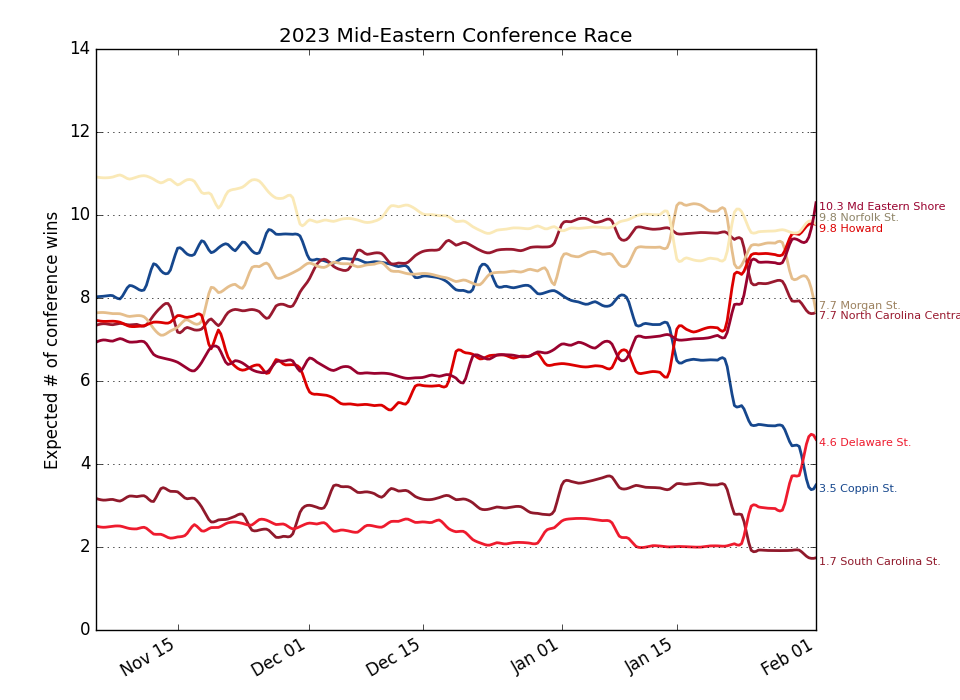 2023 Mid-Eastern Conference Race
Expected # of conference wins
14
12
10
8
6
4
2
0
Nov 15
Dec 01
Dec 15
Jan 01
Jan 15
Feb 01
10.3 Md Eastern Shore
9.8 Norfolk St.
9.8 Howard
7.7 Morgan St.
7.7 North Carolina Centra
4.6 Delaware St.
3.5 Coppin St.
1.7 South Carolina St.